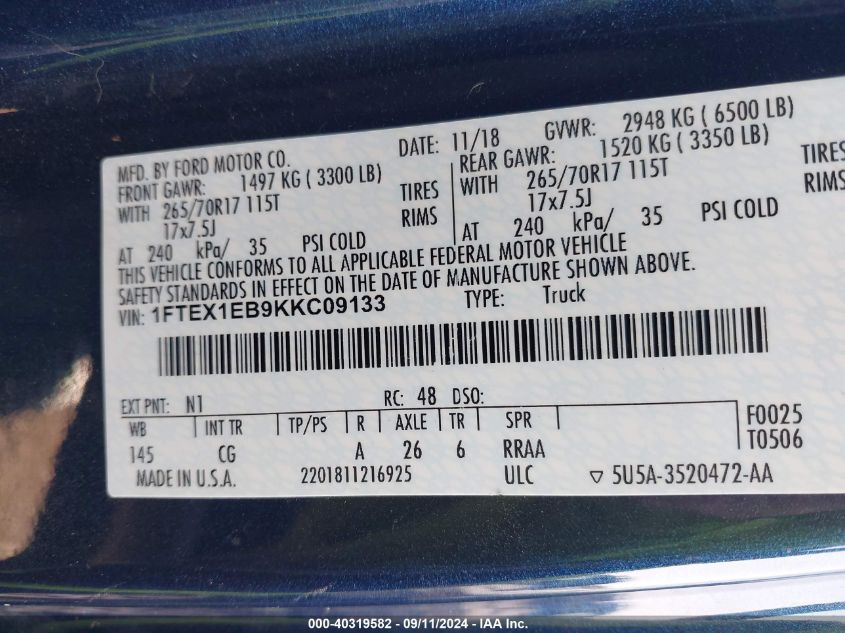 MFD. BY FORD MOTOR CO. DATE: 11/18 GVWR: 2948 KG ( 6500 LB)
FRONT GAWR: 1497 KG ( 3300 LB) REAR GAWR: 1520 KG ( 3350 LB)
WITH 265/70R17 115T TIRES WITH 265/70R17 115T TIRES
17x7.5J RIMS 17x7.5J RIMS
AT 240 kPa/ 35 PSI COLD AT 240 kPa/ 35 PSI COLD
THIS VEHICLE CONFORMS TO ALL APPLICABLE FEDERAL MOTOR VEHICLE
SAFETY STANDARDS IN EFFECT ON THE DATE OF MANUFACTURE SHOWN ABOVE.
VIN: 1FTEX1EB9KKC09133 TYPE: Truck
EXT PNT: N1 RC: 48 DSO:
WB INT TR TP/PS R AXLE TR SPR F0025
145 CG A 26 6 RRAA T0506
MADE IN U.S.A. 2201811216925 ULC ▽ 5U5A-3520472-AA
000-40319582 - 09/11/2024 - IAA Inc.